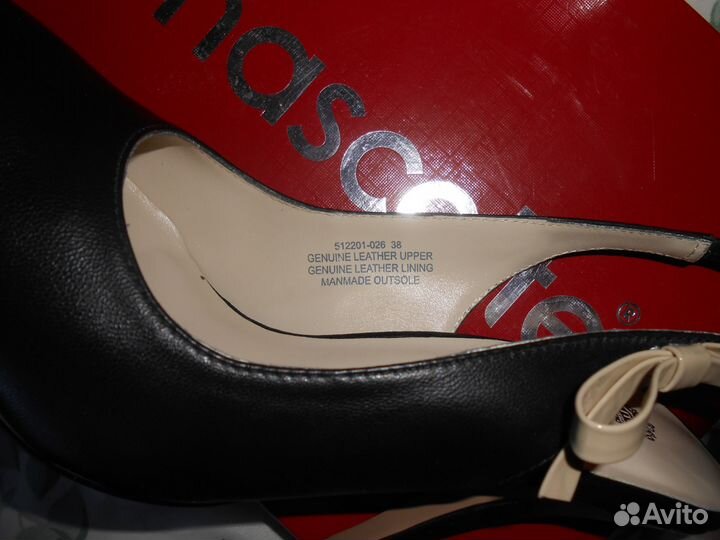 mascotte®
512201-026 38
GENUINE LEATHER UPPER
GENUINE LEATHER LINING
MANMADE OUTSOLE
Avito